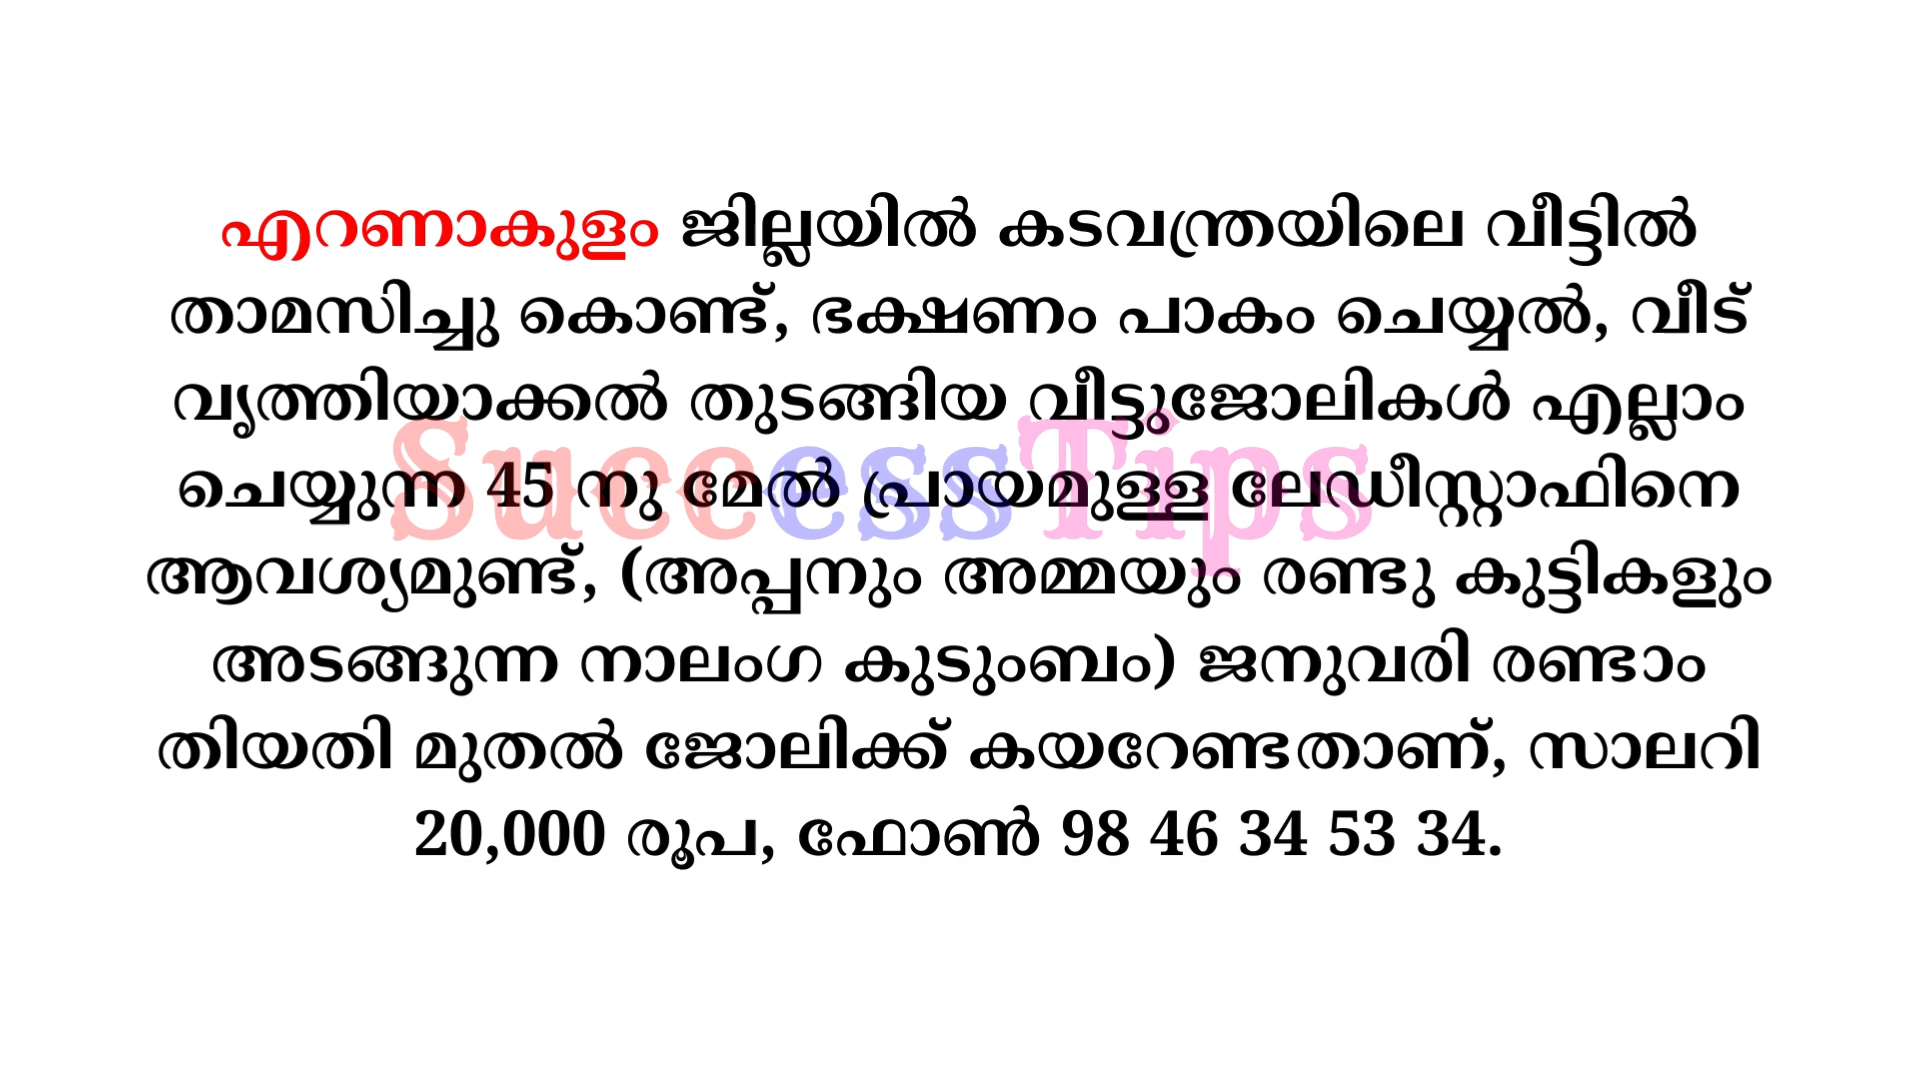 എറണാകുളം ജില്ലയിൽ കടവന്ത്രയിലെ വീട്ടിൽ
താമസിച്ചു കൊണ്ട്, ഭക്ഷണം പാകം ചെയ്യൽ, വീട്
വൃത്തിയാക്കൽ തുടങ്ങിയ വീട്ടുജോലികൾ എല്ലാം
ചെയ്യുന്ന 45 നു മേൽ പ്രായമുള്ള ലേഡീസ്റ്റാഫിനെ
SuccessTips
ആവശ്യമുണ്ട്, (അപ്പനും അമ്മയും രണ്ടു കുട്ടികളും
അടങ്ങുന്ന നാലംഗ കുടുംബം) ജനുവരി രണ്ടാം
തിയതി മുതൽ ജോലിക്ക് കയറേണ്ടതാണ്, സാലറി
20,000 രൂപ, ഫോൺ 98 46 34 53 34.